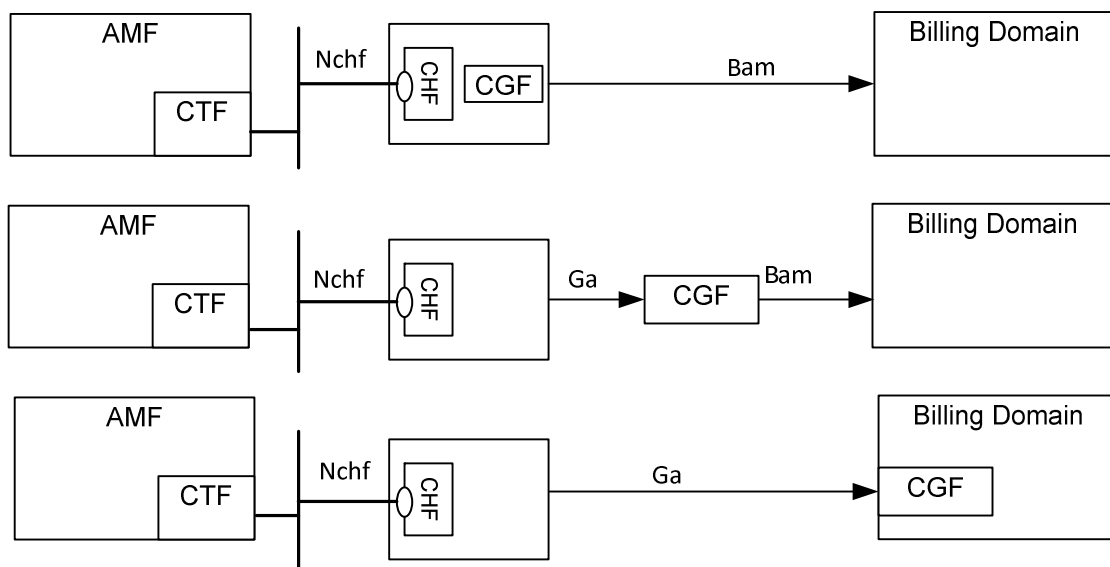 AMF
CTF
Nchf
CHF
CGF
Bam
Billing Domain
AMF
CTF
Nchf
CHF
Ga
CGF
Bam
Billing Domain
AMF
CTF
Nchf
CHF
Ga
Billing Domain
CGF